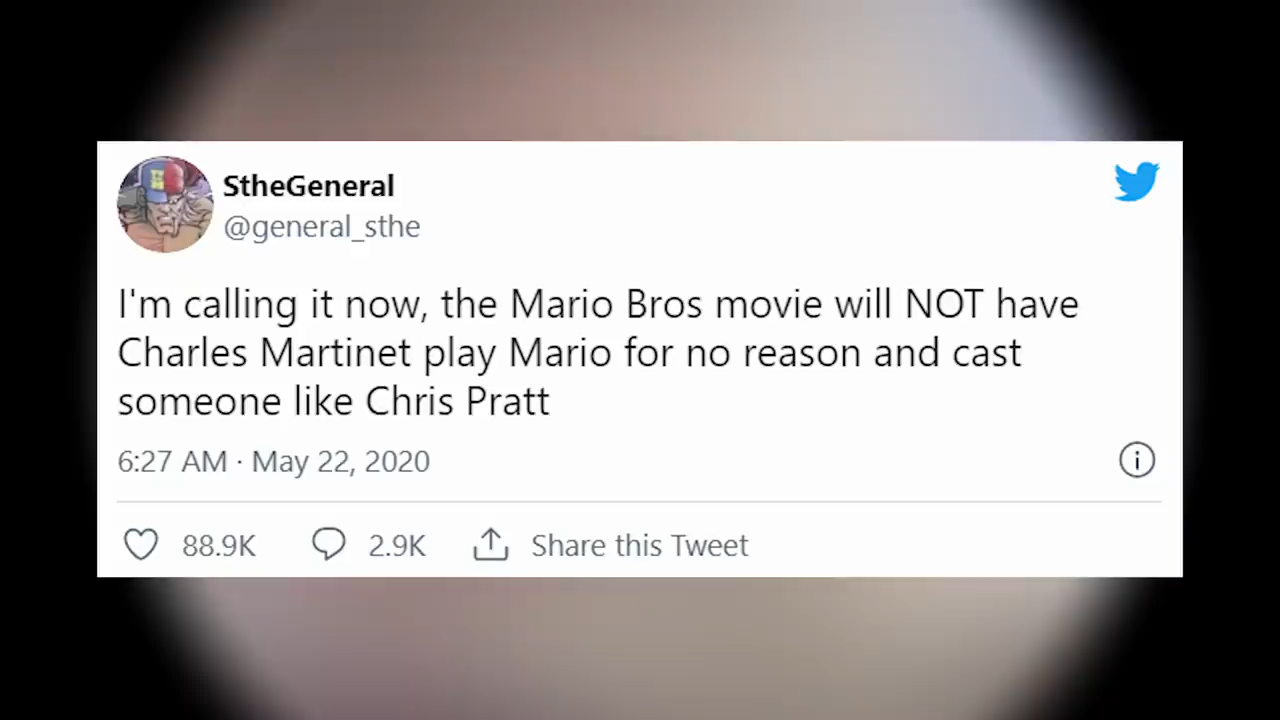 StheGeneral
@general_sthe
I'm calling it now, the Mario Bros movie will NOT have
Charles Martinet play Mario for no reason and cast
someone like Chris Pratt
6:27 AM · May 22, 2020
88.9K 2.9K Share this Tweet